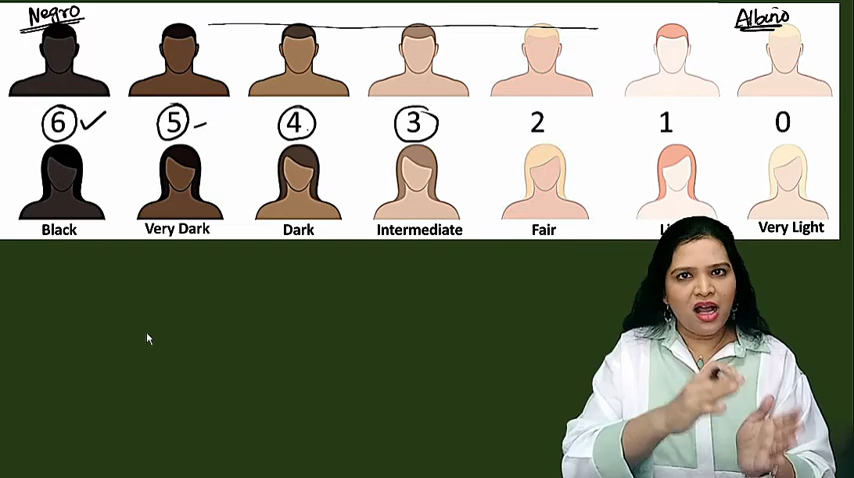 Negro Albino
6 5 4 3 2 1 0
Black Very Dark Dark Intermediate Fair Very Light